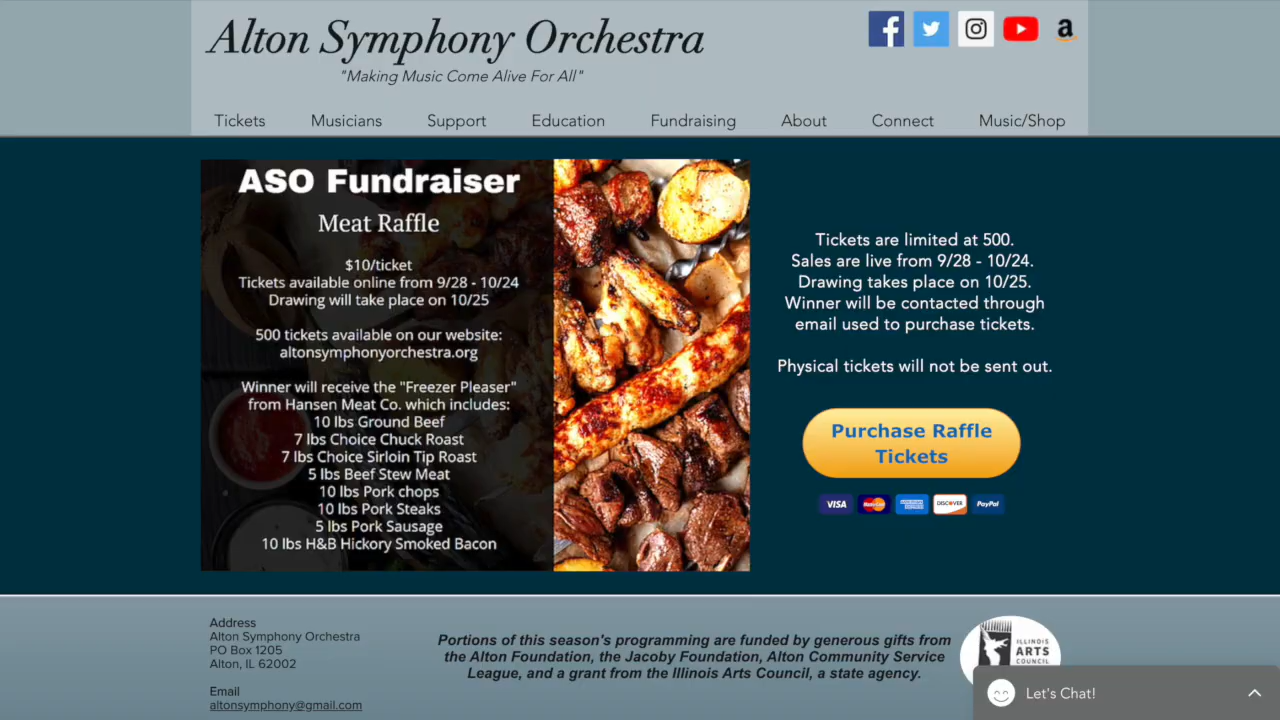 Alton Symphony Orchestra
"Making Music Come Alive For All"
a
Tickets Musicians Support Education Fundraising About Connect Music/Shop
ASO Fundraiser
Meat Raffle
$10/ticket
Tickets available online from 9/28 - 10/24
Drawing will take place on 10/25
500 tickets available on our website:
altonsymphonyorchestra.org
Winner will receive the "Freezer Pleaser"
from Hansen Meat Co. which includes:
10 lbs Ground Beef
7 lbs Choice Chuck Roast
7 lbs Choice Sirloin Tip Roast
5 lbs Beef Stew Meat
10 lbs Pork chops
10 lbs Pork Steaks
5 lbs Pork Sausage
10 lbs H&B Hickory Smoked Bacon
Tickets are limited at 500.
Sales are live from 9/28 - 10/24.
Drawing takes place on 10/25.
Winner will be contacted through
email used to purchase tickets.
Physical tickets will not be sent out.
Purchase Raffle
Tickets
VISA MasterCard DISCOVER PayPal
Address
Alton Symphony Orchestra
PO Box 1205
Alton, IL 62002
Email
altonsymphony@gmail.com
Portions of this season's programming are funded by generous gifts from
the Alton Foundation, the Jacoby Foundation, Alton Community Service
League, and a grant from the Illinois Arts Council, a state agency.
ILLINOIS
ARTS
COUNCIL
Let's Chat!